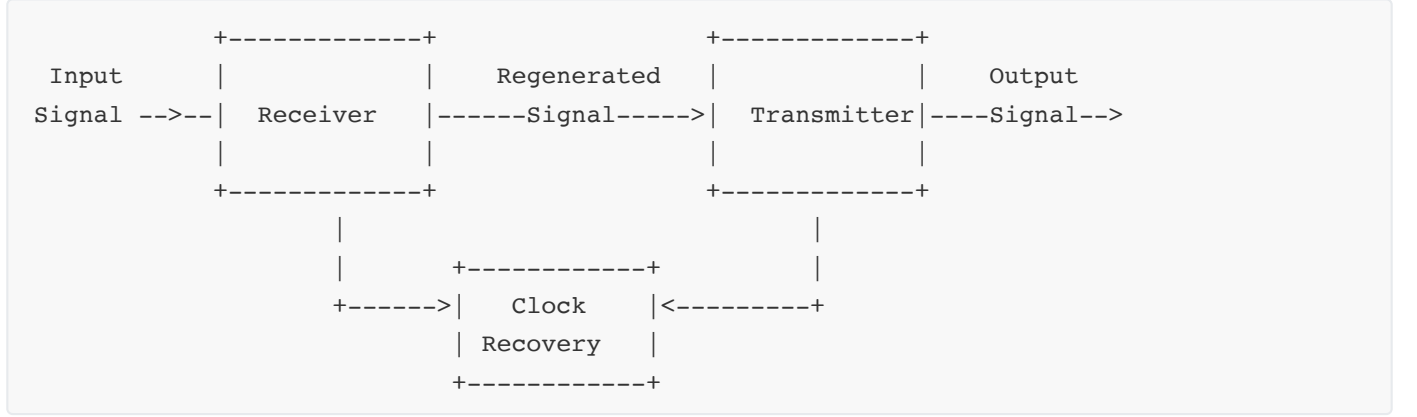 +-------------+ +-------------+
Input | | Regenerated | | Output
Signal -->--| Receiver |------Signal----->| Transmitter|----Signal-->
| | | |
+-------------+ +-------------+
| |
| +------------+ |
+------>| Clock |<---------+
| Recovery |
+------------+